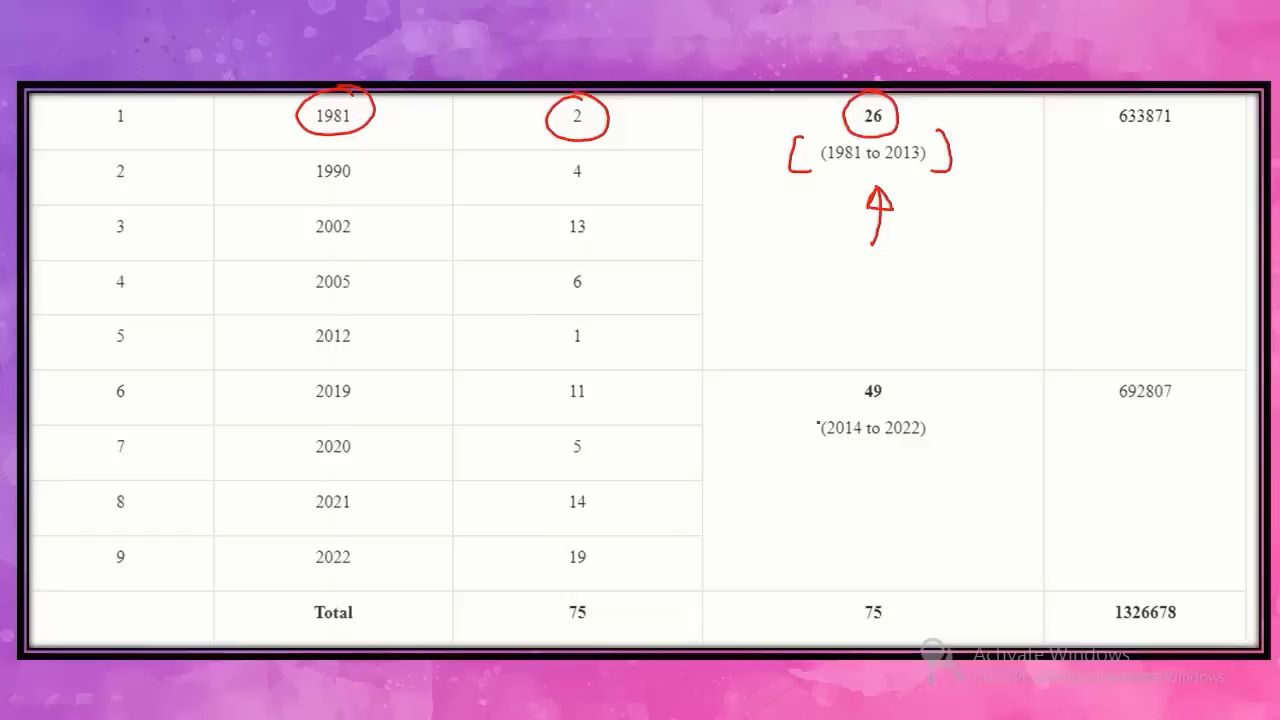 1 1981 2 26 633871
(1981 to 2013)
2 1990 4
3 2002 13
4 2005 6
5 2012 1
6 2019 11 49 692807
(2014 to 2022)
7 2020 5
8 2021 14
9 2022 19
Total 75 75 1326678
Activate Windows